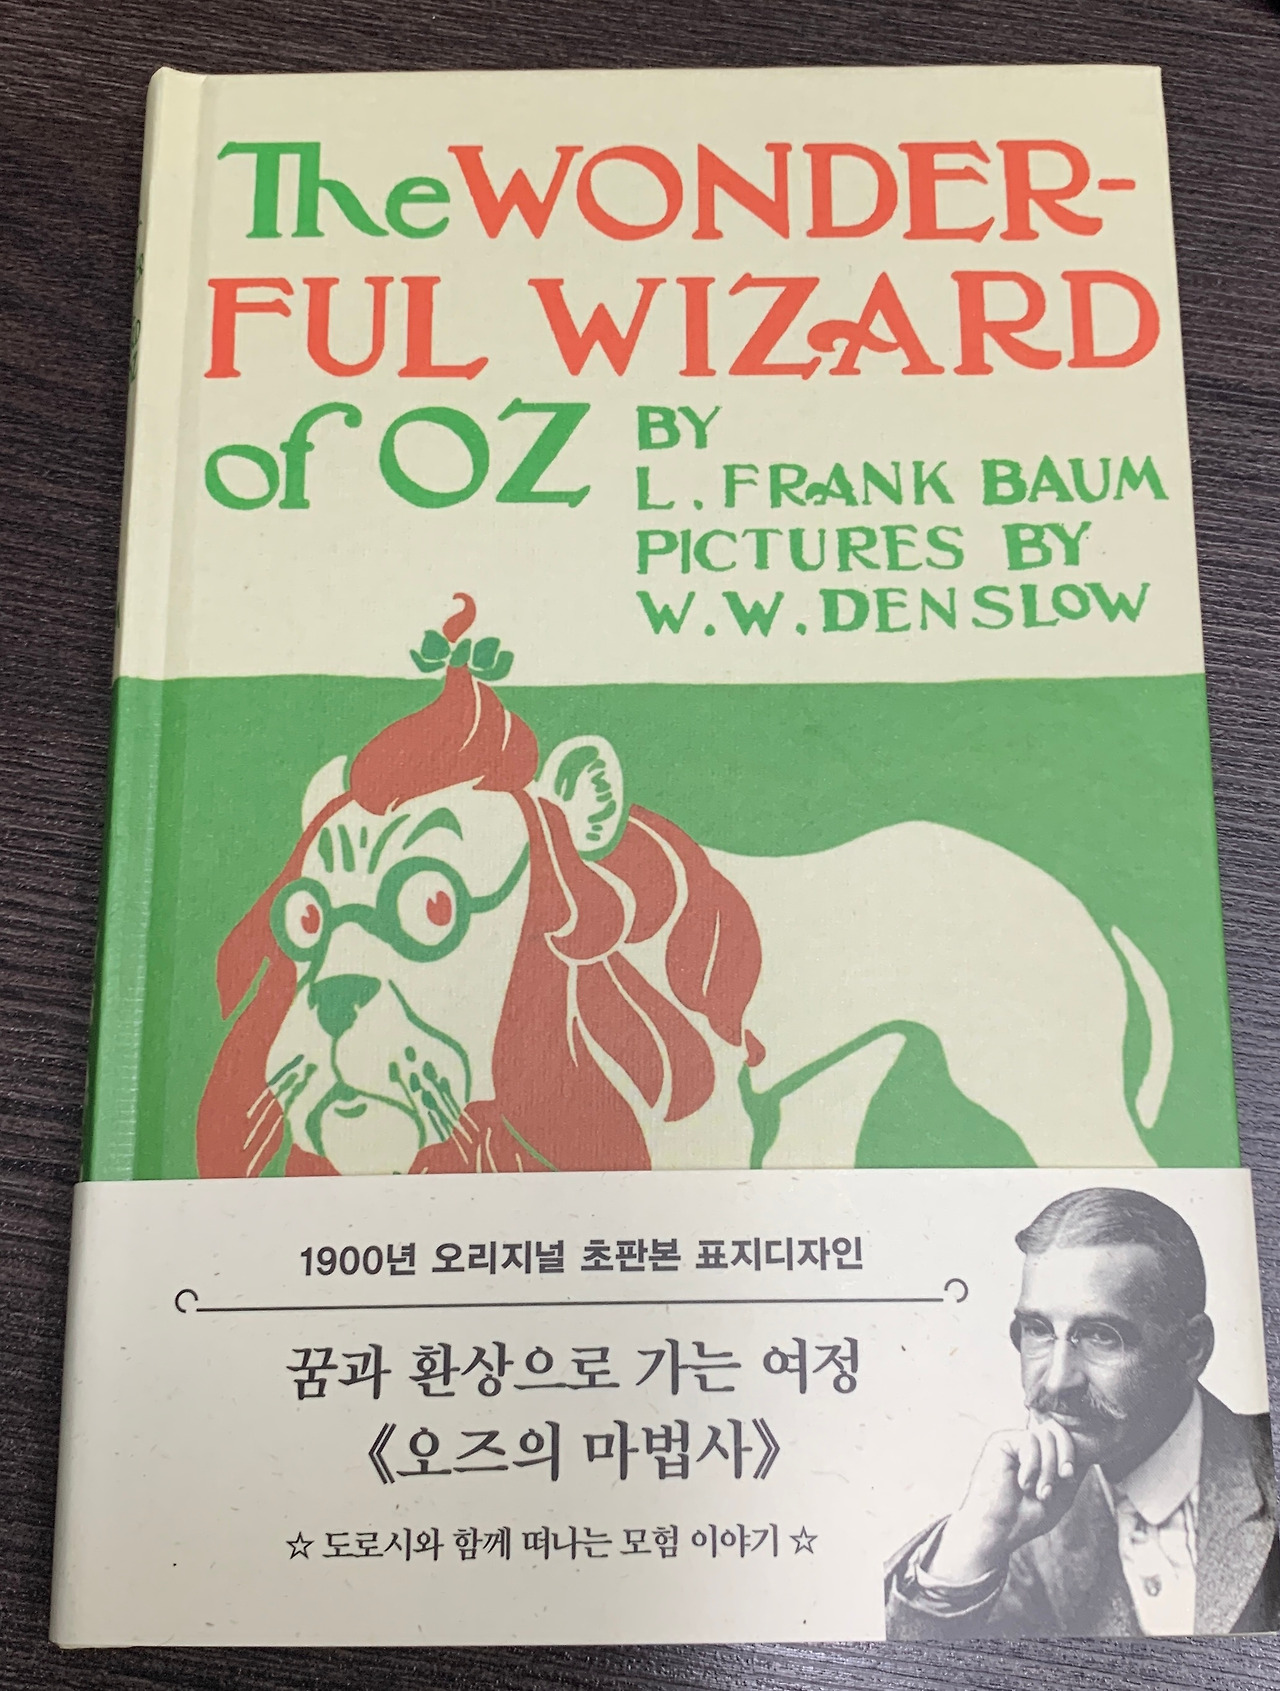 The WONDER-
FUL WIZARD
of OZ
BY
L. FRANK BAUM
PICTURES BY
W. W. DENSLOW
1900년 오리지널 초판본 표지디자인
꿈과 환상으로 가는 여정
《오즈의 마법사》
☆ 도로시와 함께 떠나는 모험 이야기 ☆